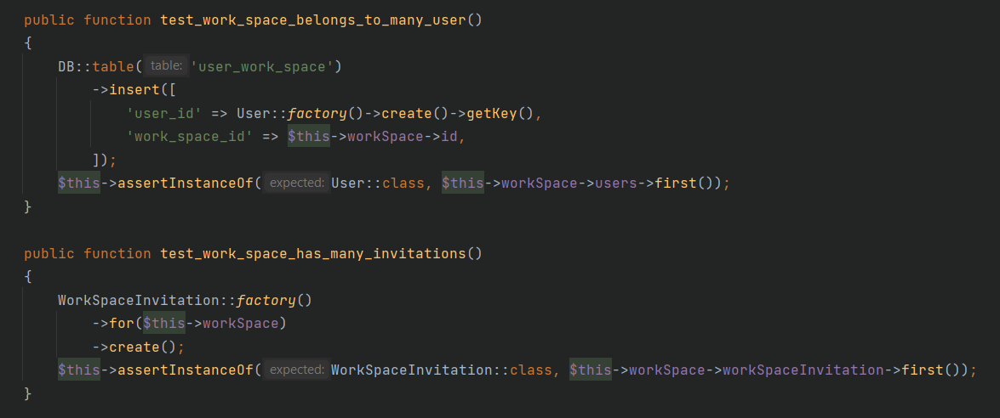 public function test_work_space_belongs_to_many_user()
{
    DB::table( table: 'user_work_space')
        ->insert([
            'user_id' => User::factory()->create()->getKey(),
            'work_space_id' => $this->workSpace->id,
        ]);
    $this->assertInstanceOf( expected: User::class, $this->workSpace->users->first());
}
public function test_work_space_has_many_invitations()
{
    WorkSpaceInvitation::factory()
        ->for($this->workSpace)
        ->create();
    $this->assertInstanceOf( expected: WorkSpaceInvitation::class, $this->workSpace->workSpaceInvitation->first());
}